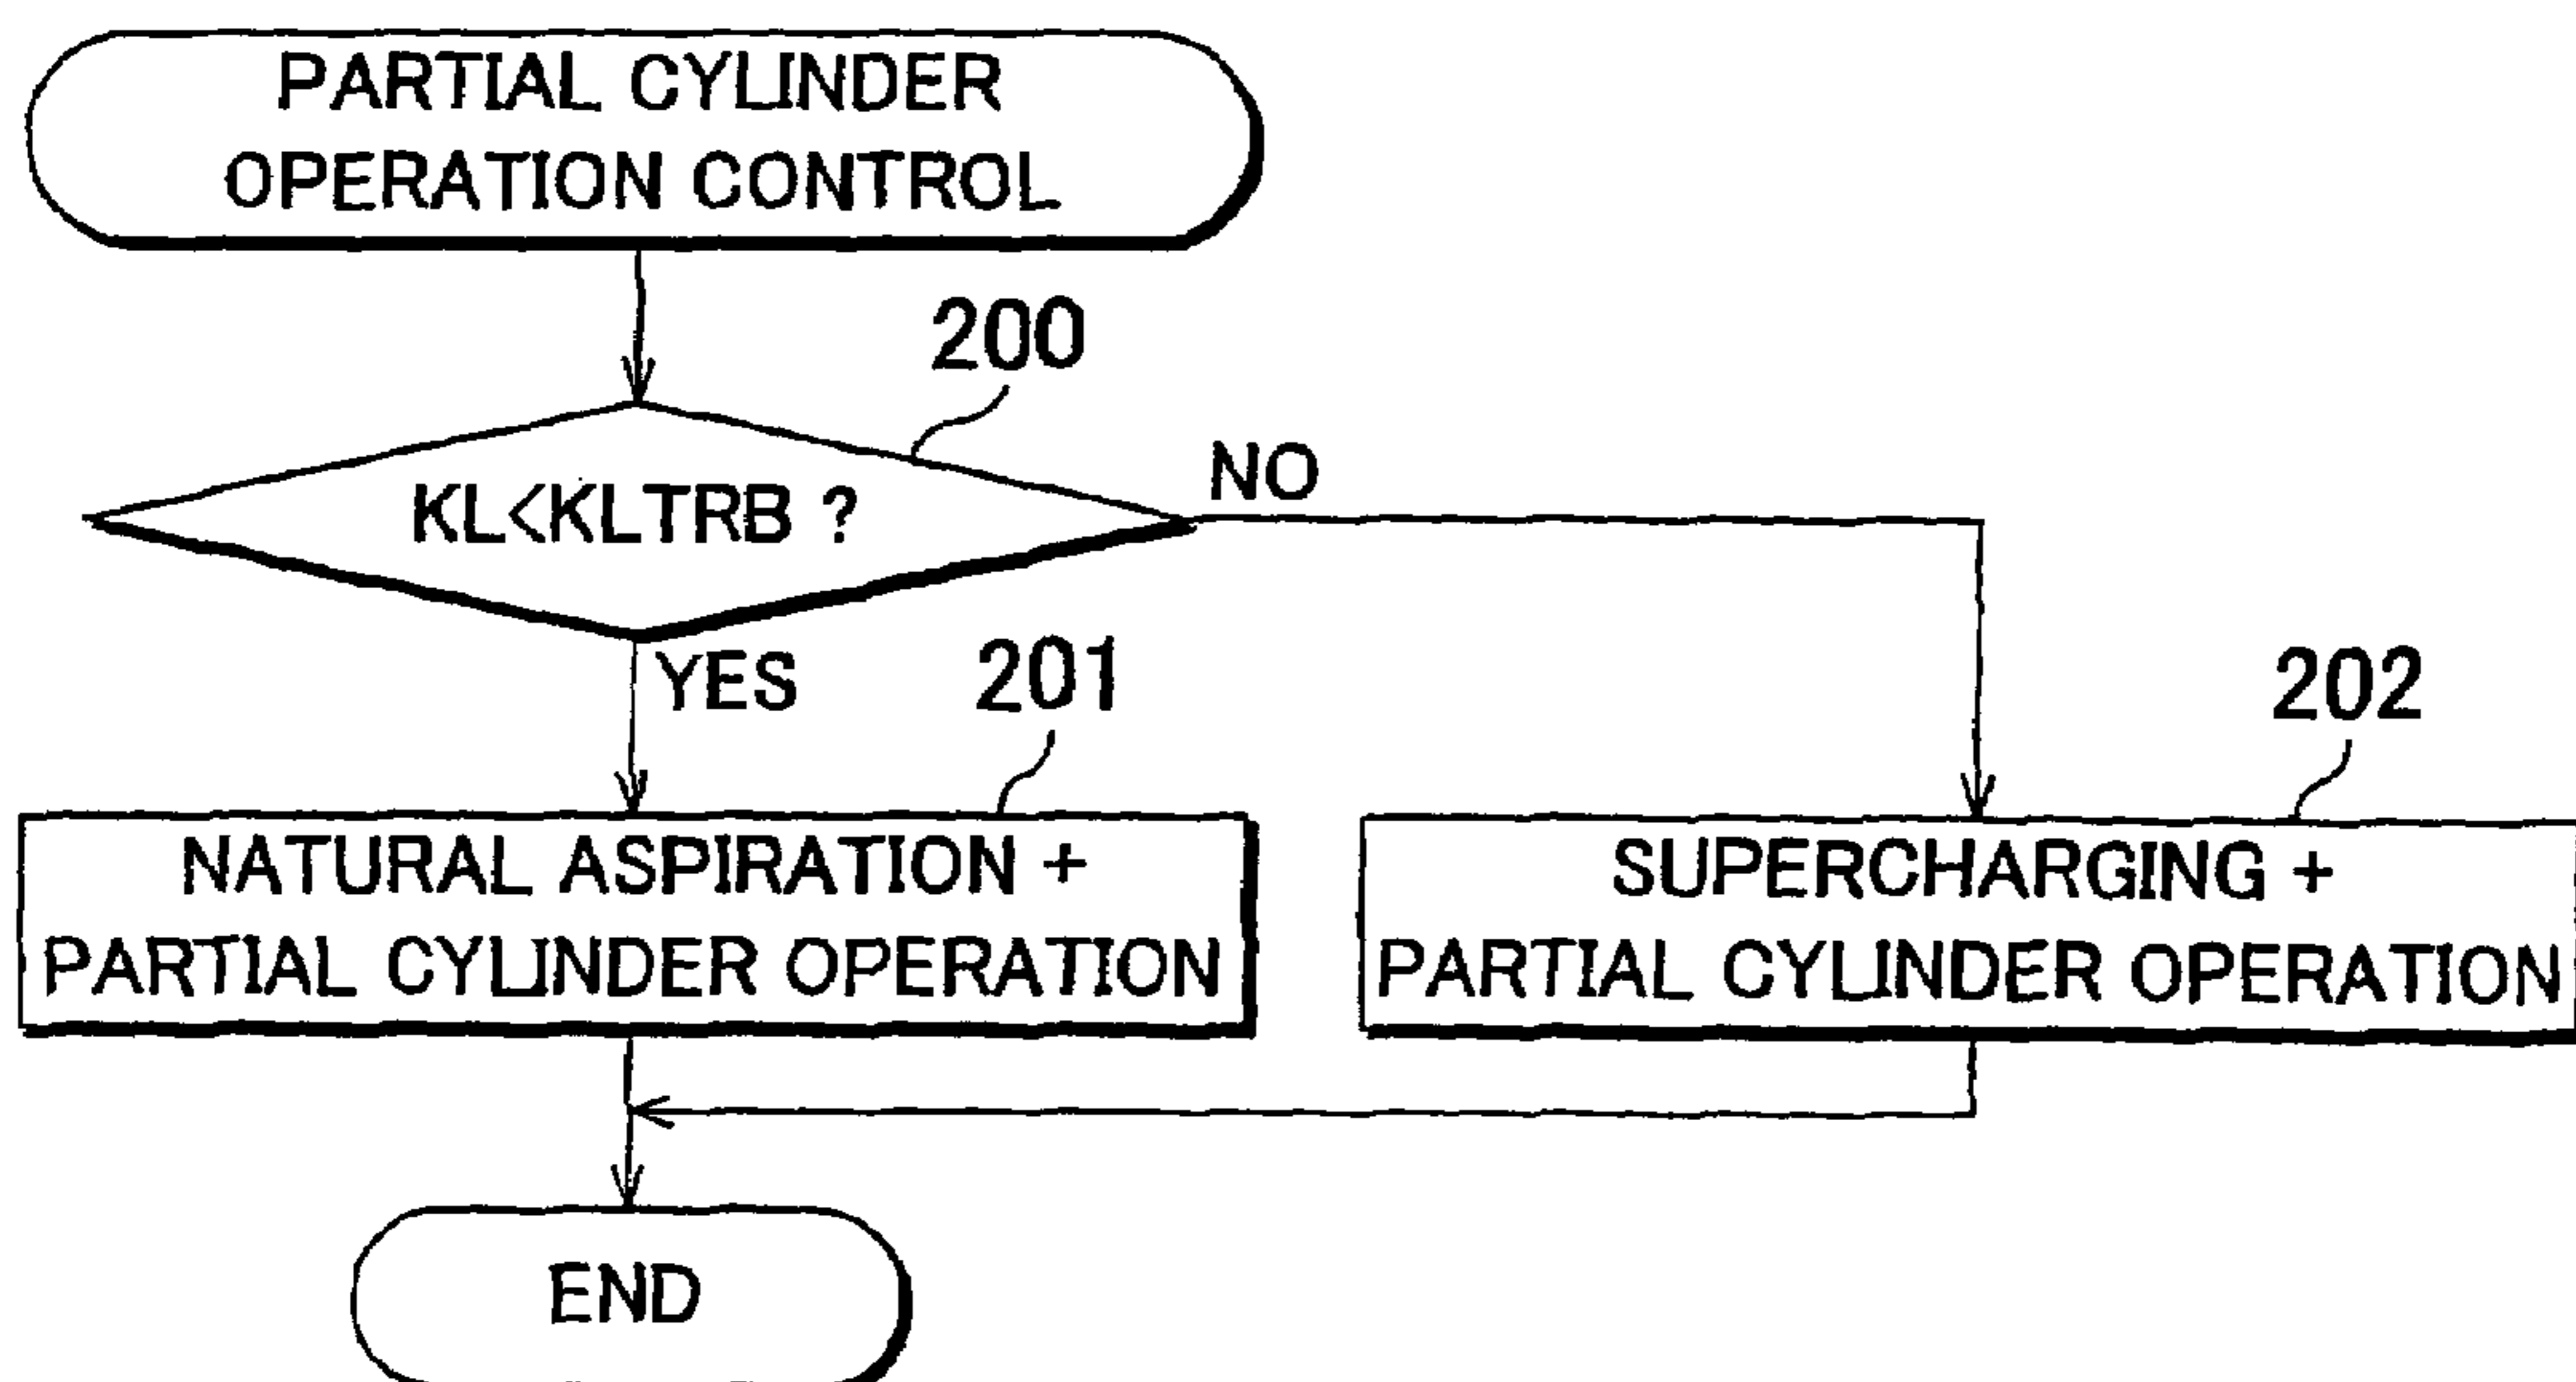 PARTIAL CYLINDER
OPERATION CONTROL
200
KL<KLTRB ?
NO
YES
201
202
NATURAL ASPIRATION +
PARTIAL CYLINDER OPERATION
SUPERCHARGING +
PARTIAL CYLINDER OPERATION
END